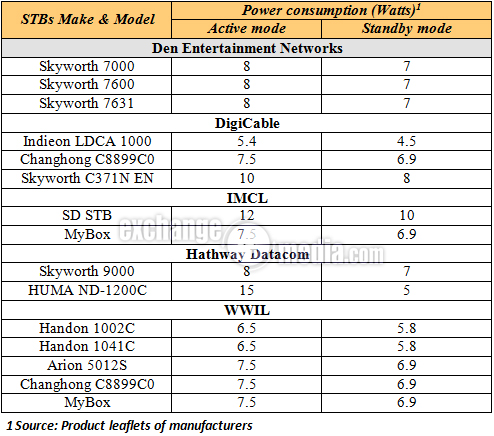 STBs Make & Model Power consumption (Watts)1
Active mode Standby mode
Den Entertainment Networks
Skyworth 7000 8 7
Skyworth 7600 8 7
Skyworth 7631 8 7
DigiCable
Indieon LDCA 1000 5.4 4.5
Changhong C8899C0 7.5 6.9
Skyworth C371N EN 10 8
IMCL
SD STB 12 10
MyBox 7.5 6.9
exchange4media.com
Hathway Datacom
Skyworth 9000 8 7
HUMA ND-1200C 15 5
WWIL
Handon 1002C 6.5 5.8
Handon 1041C 6.5 5.8
Arion 5012S 7.5 6.9
Changhong C8899C0 7.5 6.9
MyBox 7.5 6.9
1 Source: Product leaflets of manufacturers